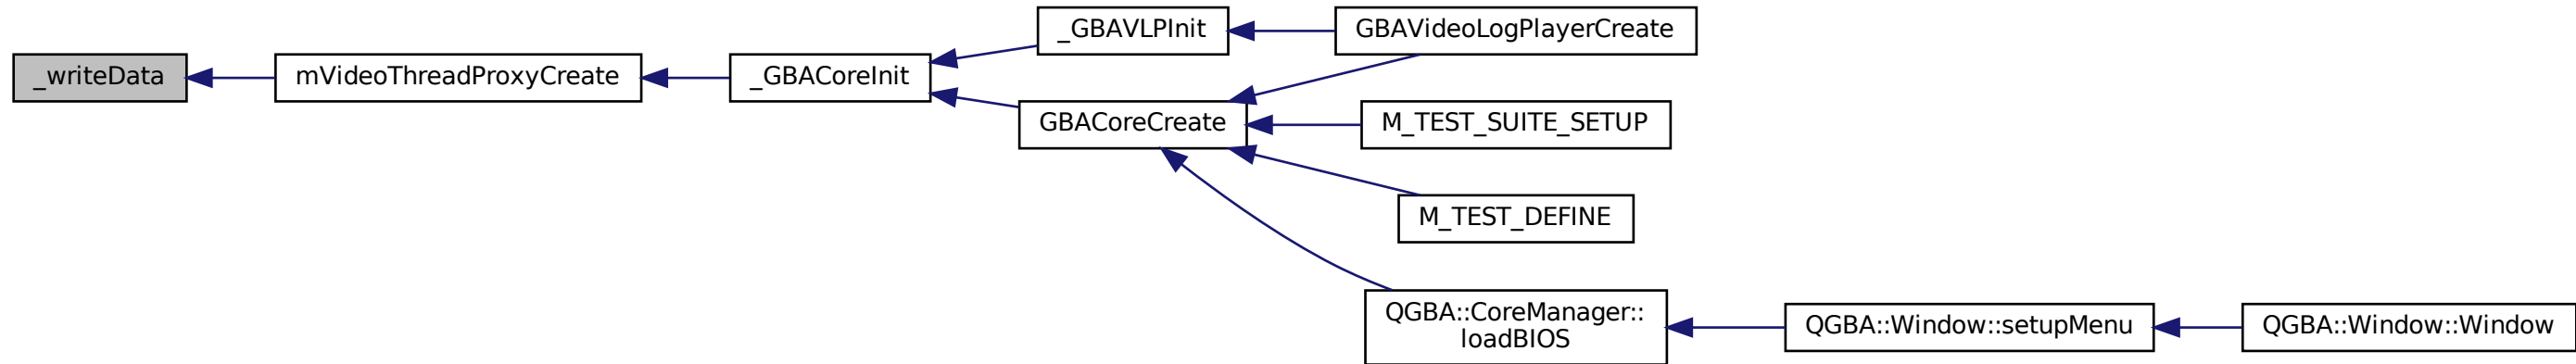 _writeData
mVideoThreadProxyCreate
_GBACoreInit
_GBAVLPInit
GBAVideoLogPlayerCreate
GBACoreCreate
M_TEST_SUITE_SETUP
M_TEST_DEFINE
QGBA::CoreManager::
loadBIOS
QGBA::Window::setupMenu
QGBA::Window::Window